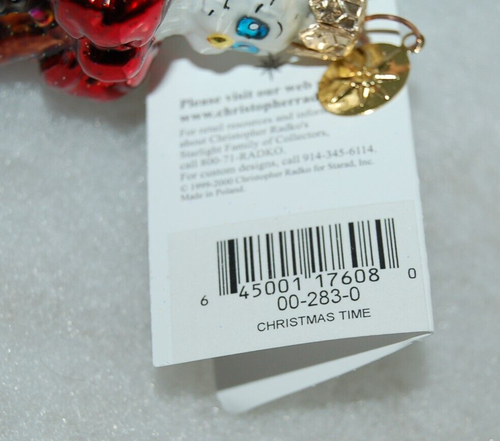 Please visit our web
www.christopherra
For retail resources and inform
about Christopher Radko's
Starlight Family of Collectors,
call 800-71-RADKO.
For custom designs, call 914-345-6114.
© 1999-2000 Christopher Radko for Starad, Inc.
Made in Poland.
6 45001 17608 0
00-283-0
CHRISTMAS TIME